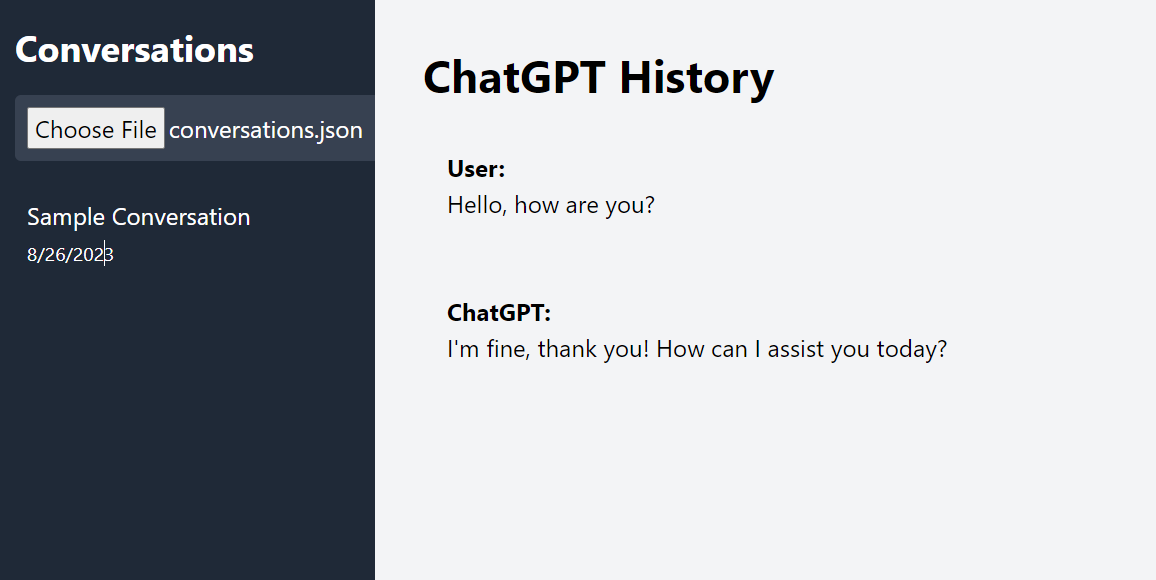 Conversations
Choose File conversations.json
Sample Conversation
8/26/2023
ChatGPT History
User:
Hello, how are you?
ChatGPT:
I'm fine, thank you! How can I assist you today?